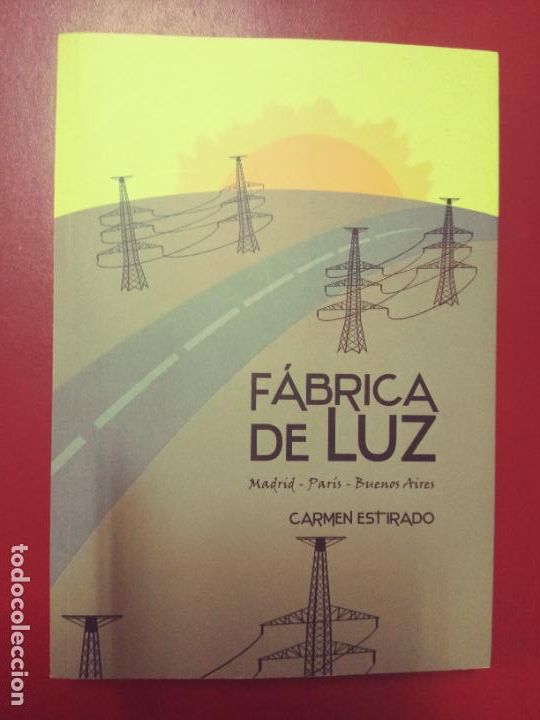 FÁBRICA
DE LUZ
Madrid - París - Buenos Aires
CARMEN ESTIRADO
todocoleccion